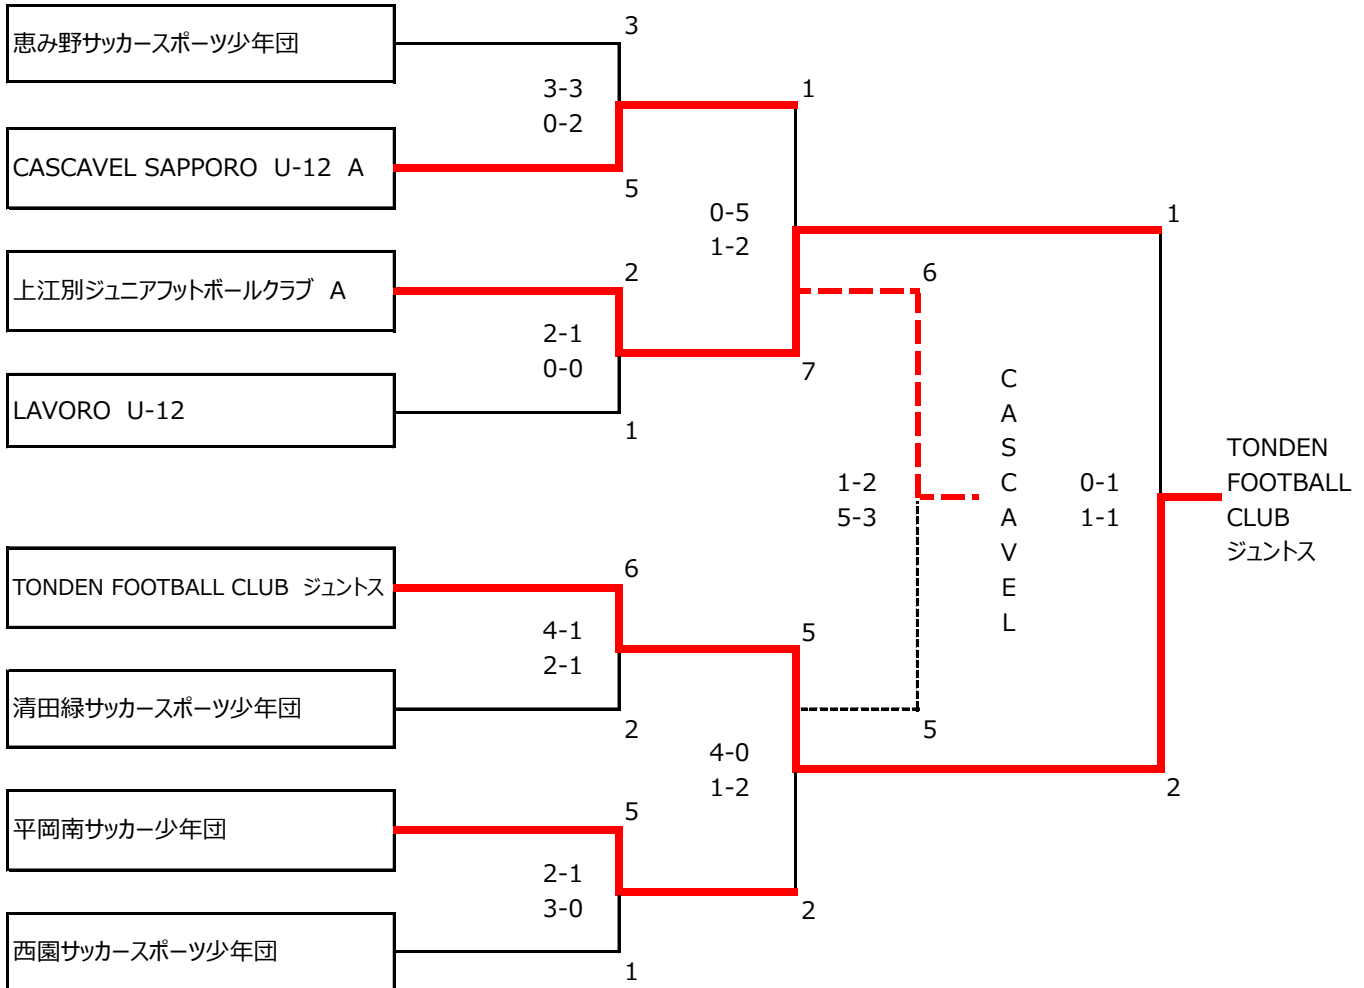 恵み野サッカースポーツ少年団
3
3-3
0-2
CASCAVEL SAPPORO U-12 A
5
1
0-5
1-2
上江別ジュニアフットボールクラブ A
2
2-1
0-0
LAVORO U-12
1
7
1
6
1-2
5-3
C
A
S
C
A
V
E
L
0-1
1-1
TONDEN
FOOTBALL
CLUB
ジュントス
TONDEN FOOTBALL CLUB ジュントス
6
4-1
2-1
清田緑サッカースポーツ少年団
2
5
4-0
1-2
5
2
平岡南サッカー少年団
5
2-1
3-0
西園サッカースポーツ少年団
1
2